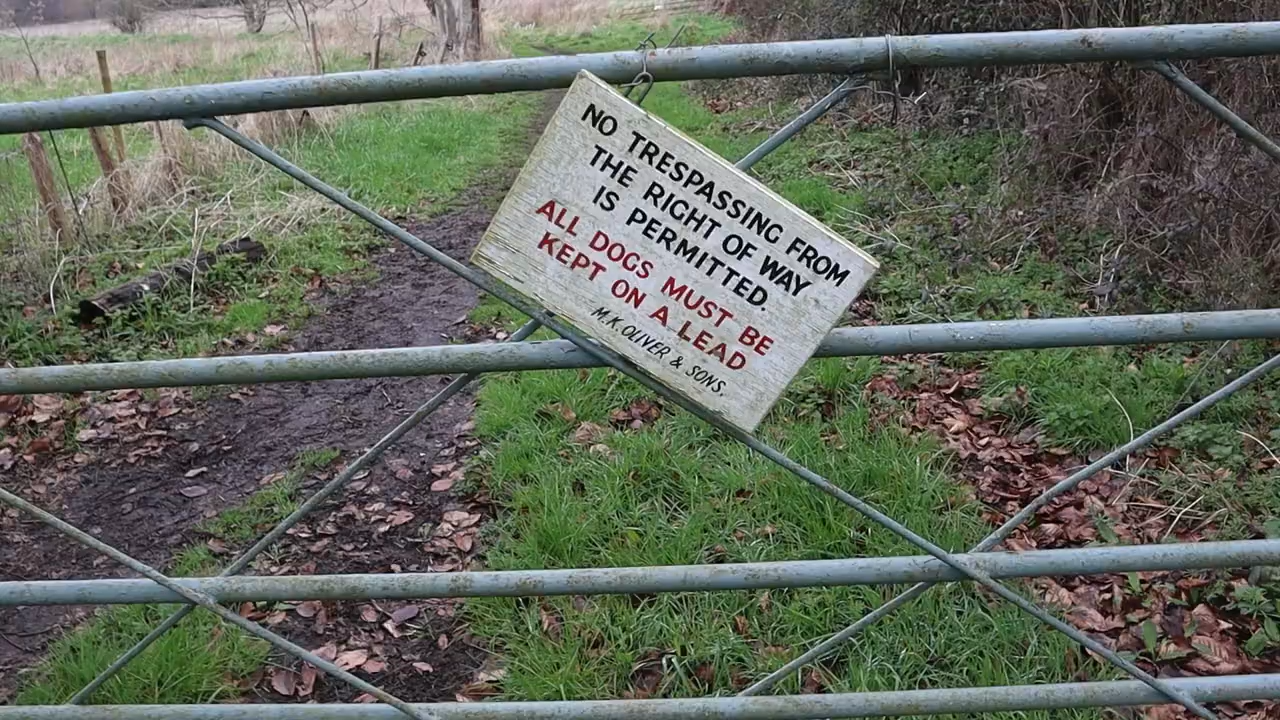 NO TRESPASSING FROM
THE RIGHT OF WAY
IS PERMITTED.
ALL DOGS MUST BE
KEPT ON A LEAD
M.K. OLIVER & SONS.